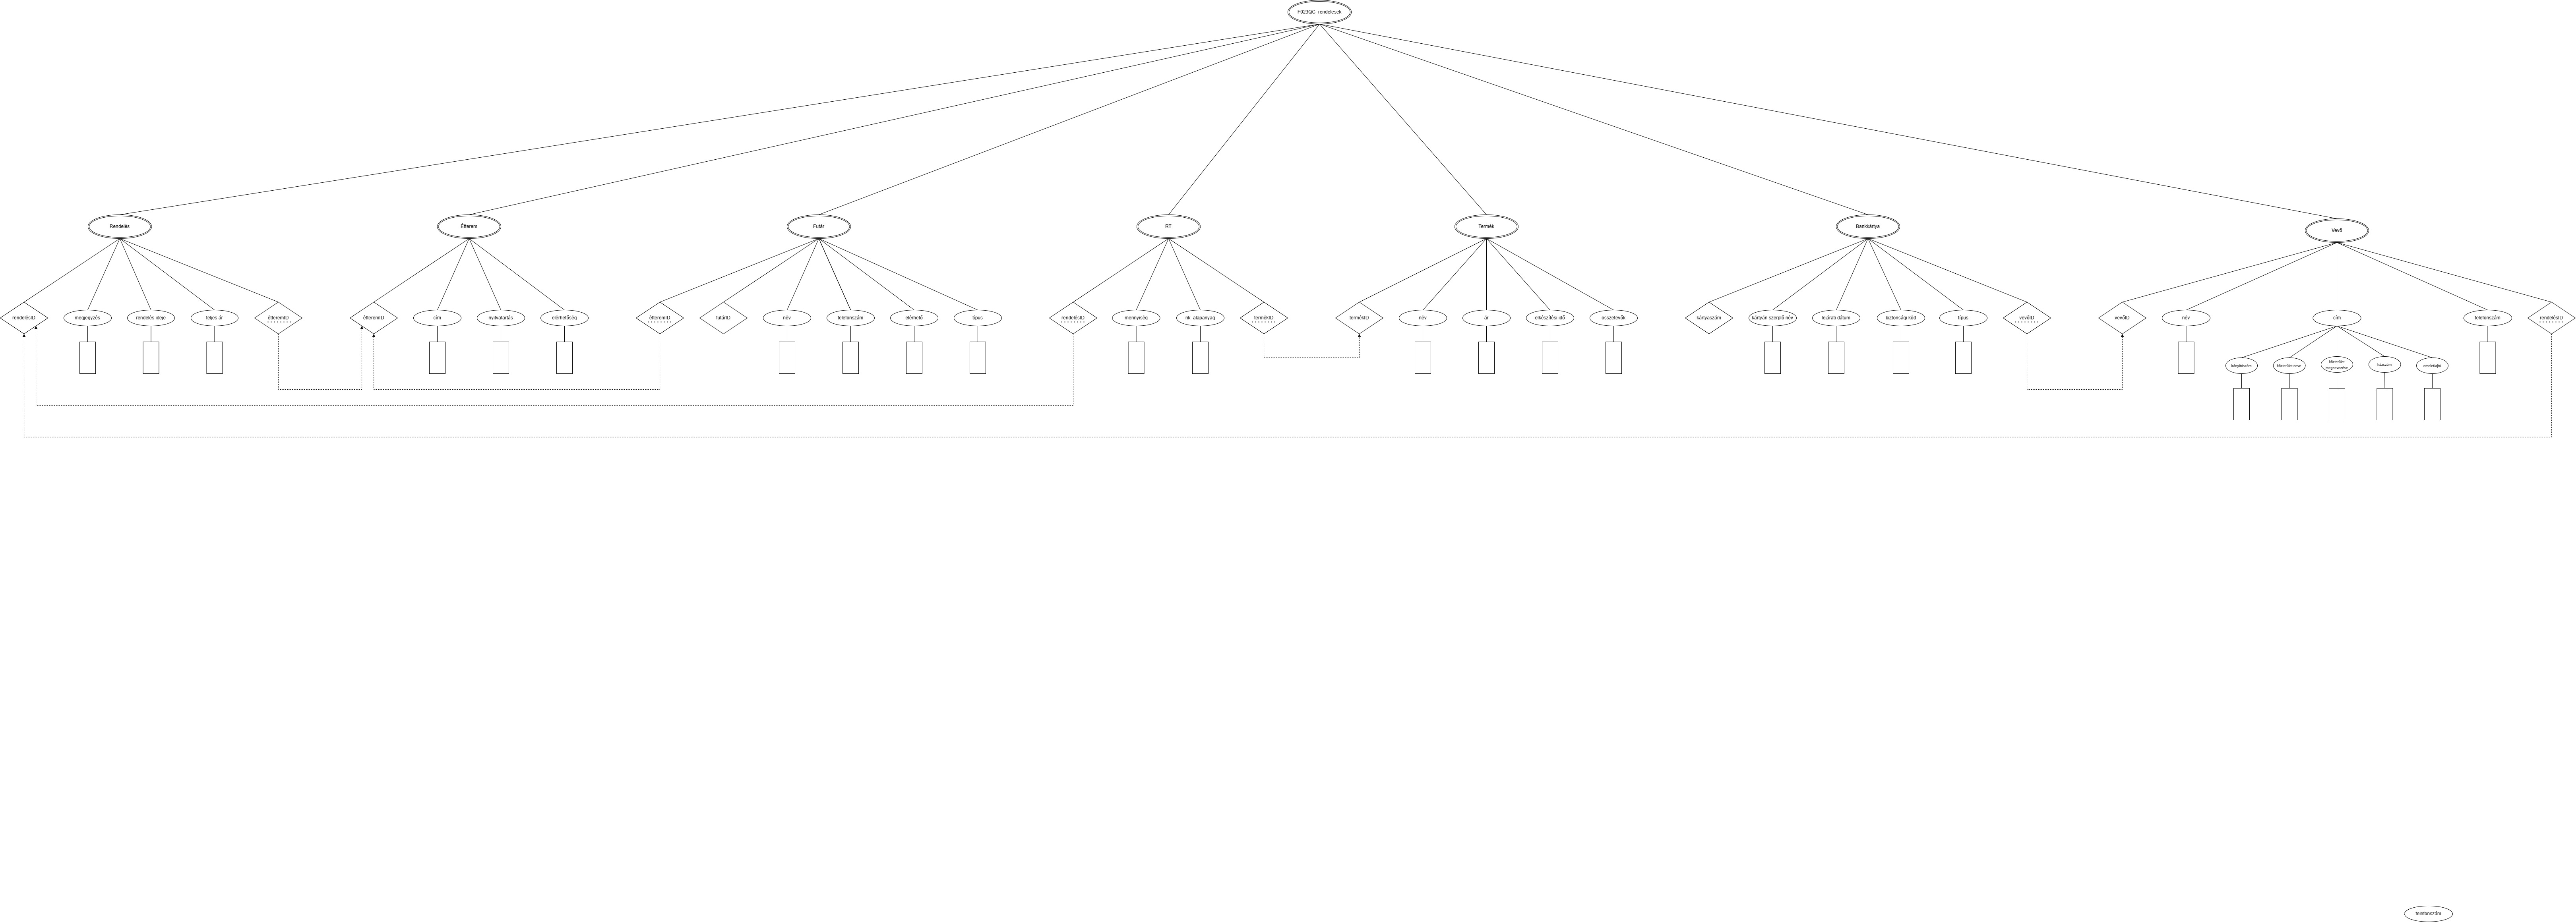 F023QC_rendelesek
Rendelés
Étterem
Futár
RT
Termék
Bankkártya
Vevő
rendelésID
megjegyzés
rendelés ideje
teljes ár
étteremID
étteremID
cím
nyitvatartás
elérhetőség
étteremID
futárID
név
telefonszám
elérhető
típus
rendelésID
mennyiség
nk_alapanyag
termékID
termékID
név
ár
elkészítési idő
összetevők
kártyaszám
kártyán szerplő név
lejárati dátum
biztonsági kód
típus
vevőID
vevőID
név
cím
telefonszám
rendelésID
irányítószám
közterület neve
közterület
megnevezése
házszám
emelet/ajtó
telefonszám